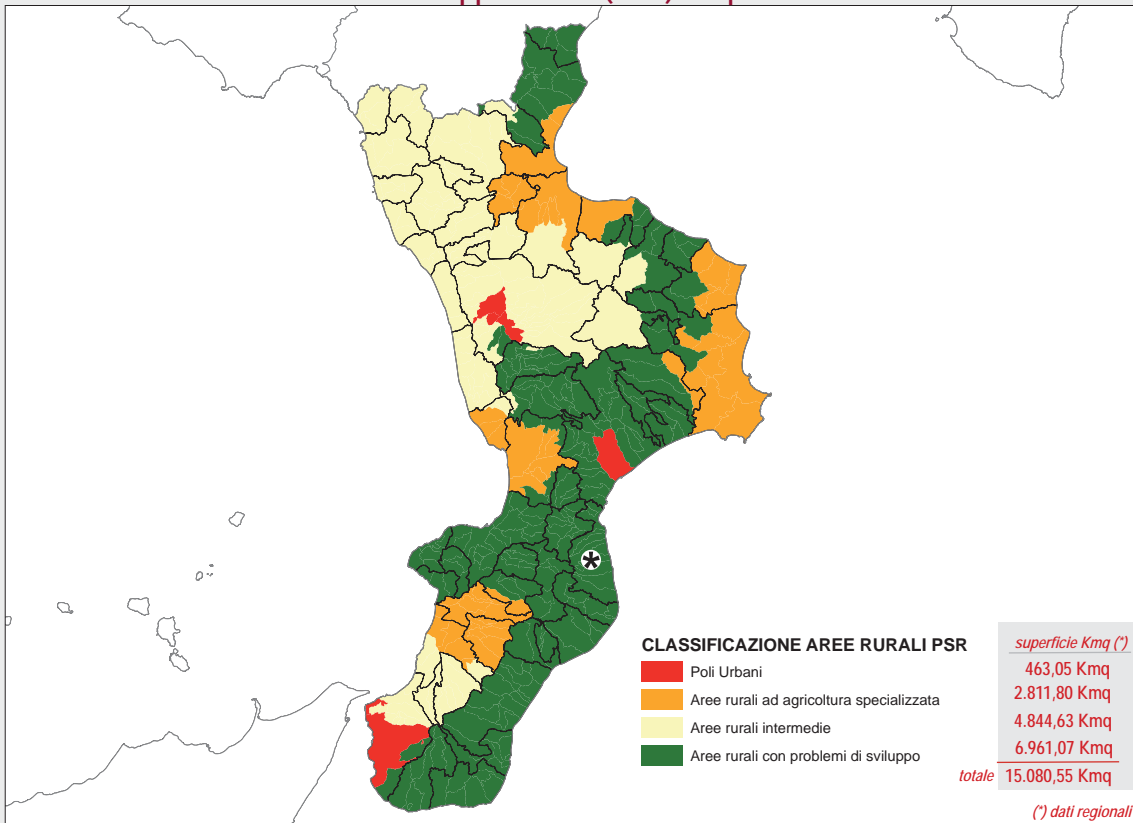 CLASSIFICAZIONE AREE RURALI PSR
superficie Kmq (*)
Poli Urbani
463,05 Kmq
Aree rurali ad agricoltura specializzata
2.811,80 Kmq
Aree rurali intermedie
4.844,63 Kmq
Aree rurali con problemi di sviluppo
6.961,07 Kmq
totale 15.080,55 Kmq
(*) dati regionali